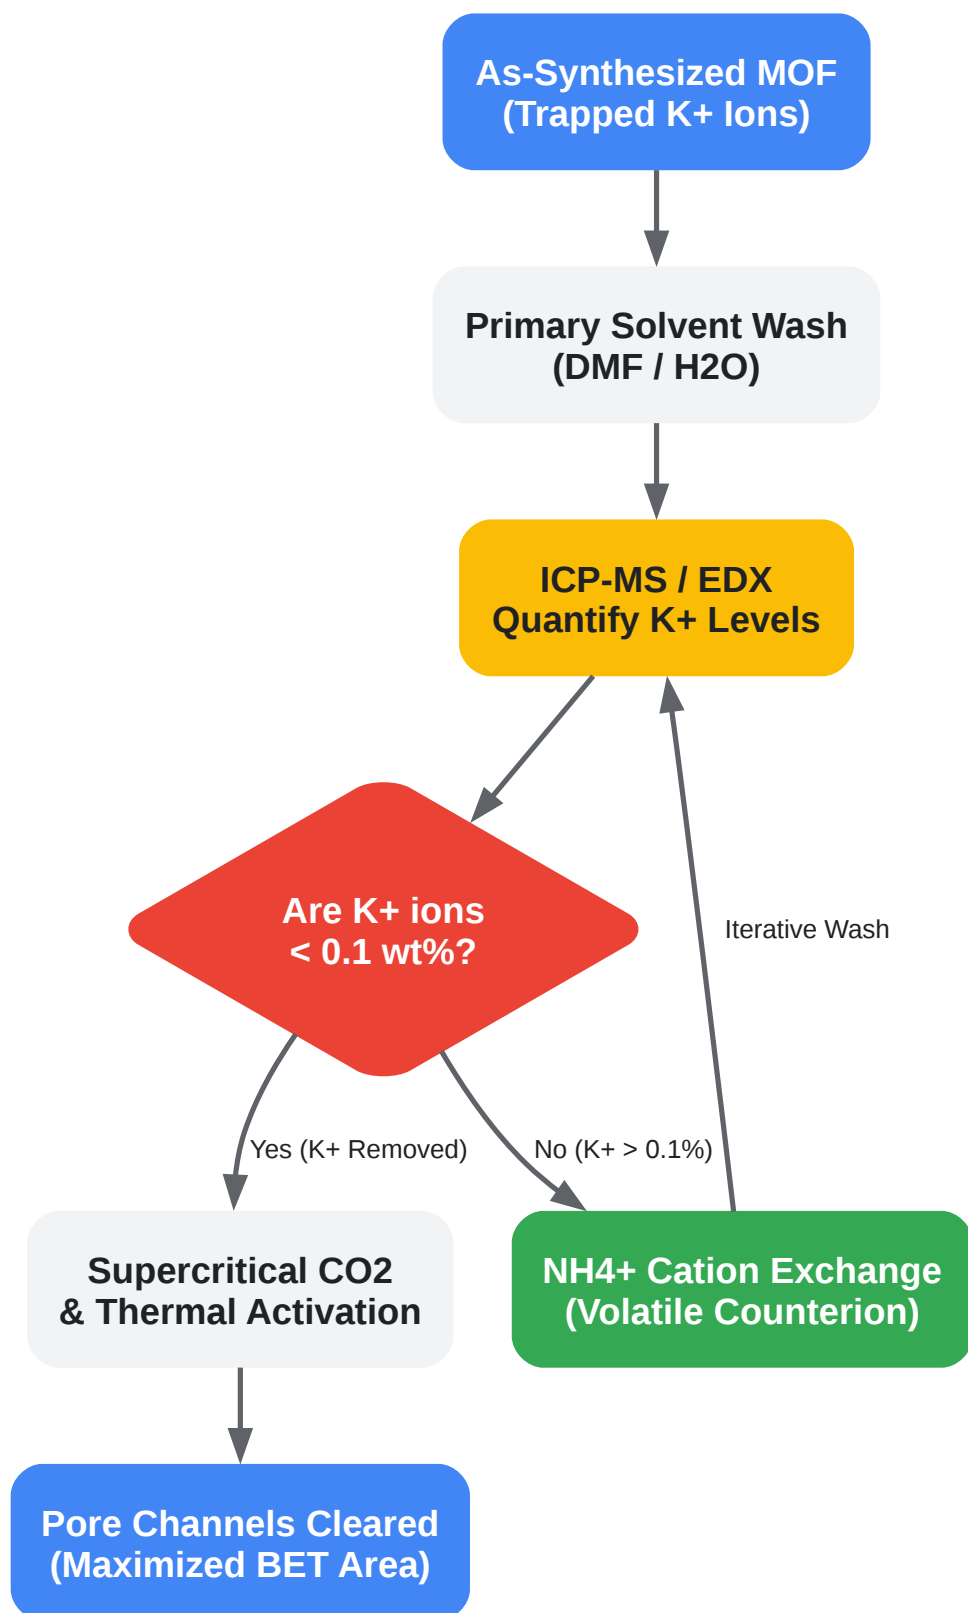 As-Synthesized MOF
(Trapped K+ Ions)
Primary Solvent Wash
(DMF / H2O)
ICP-MS / EDX
Quantify K+ Levels
Are K+ ions
< 0.1 wt%?
Iterative Wash
Yes (K+ Removed)
No (K+ > 0.1%)
Supercritical CO2
& Thermal Activation
NH4+ Cation Exchange
(Volatile Counterion)
Pore Channels Cleared
(Maximized BET Area)